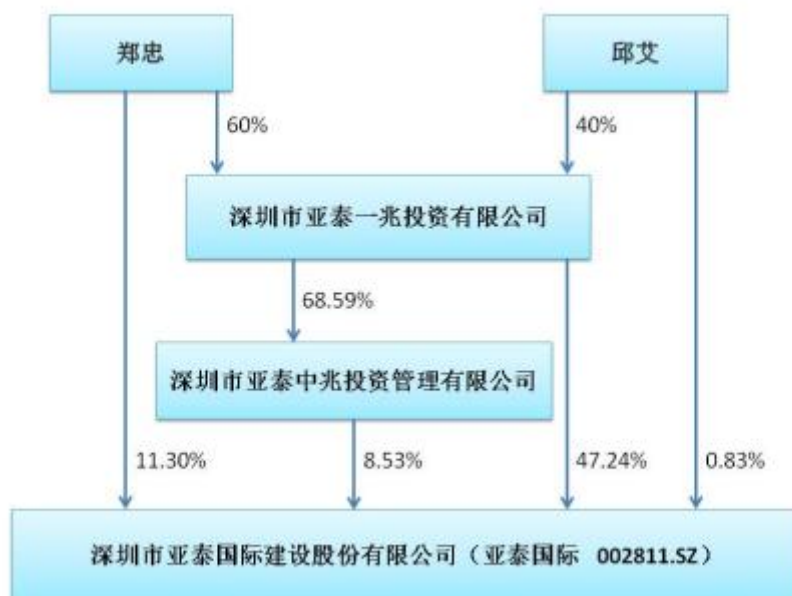 郑忠
邱艾
60%
40%
深圳市亚泰一兆投资有限公司
68.59%
深圳市亚泰中兆投资管理有限公司
11.30%
8.53%
47.24%
0.83%
深圳市亚泰国际建设股份有限公司（亚泰国际 002811.SZ）